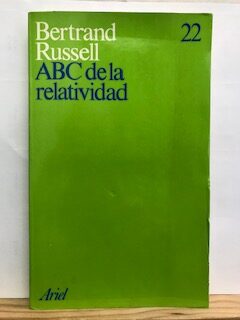 Bertrand
Russell
22
ABC de la
relatividad
Ariel